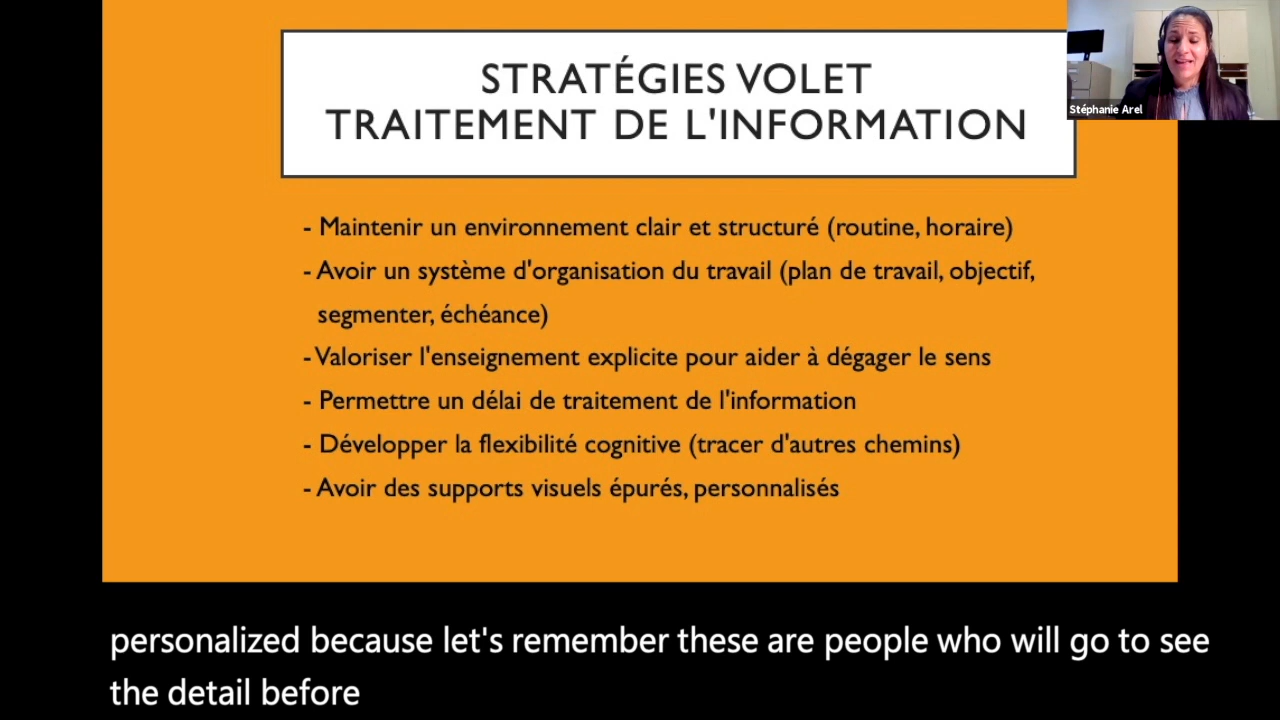 STRATÉGIES VOLET
TRAITEMENT DE L'INFORMATION
Stéphanie Arel
- Maintenir un environnement clair et structuré (routine, horaire)
- Avoir un système d'organisation du travail (plan de travail, objectif,
segmenter, échéance)
- Valoriser l'enseignement explicite pour aider à dégager le sens
- Permettre un délai de traitement de l'information
- Développer la flexibilité cognitive (tracer d'autres chemins)
- Avoir des supports visuels épurés, personnalisés
personalized because let's remember these are people who will go to see
the detail before